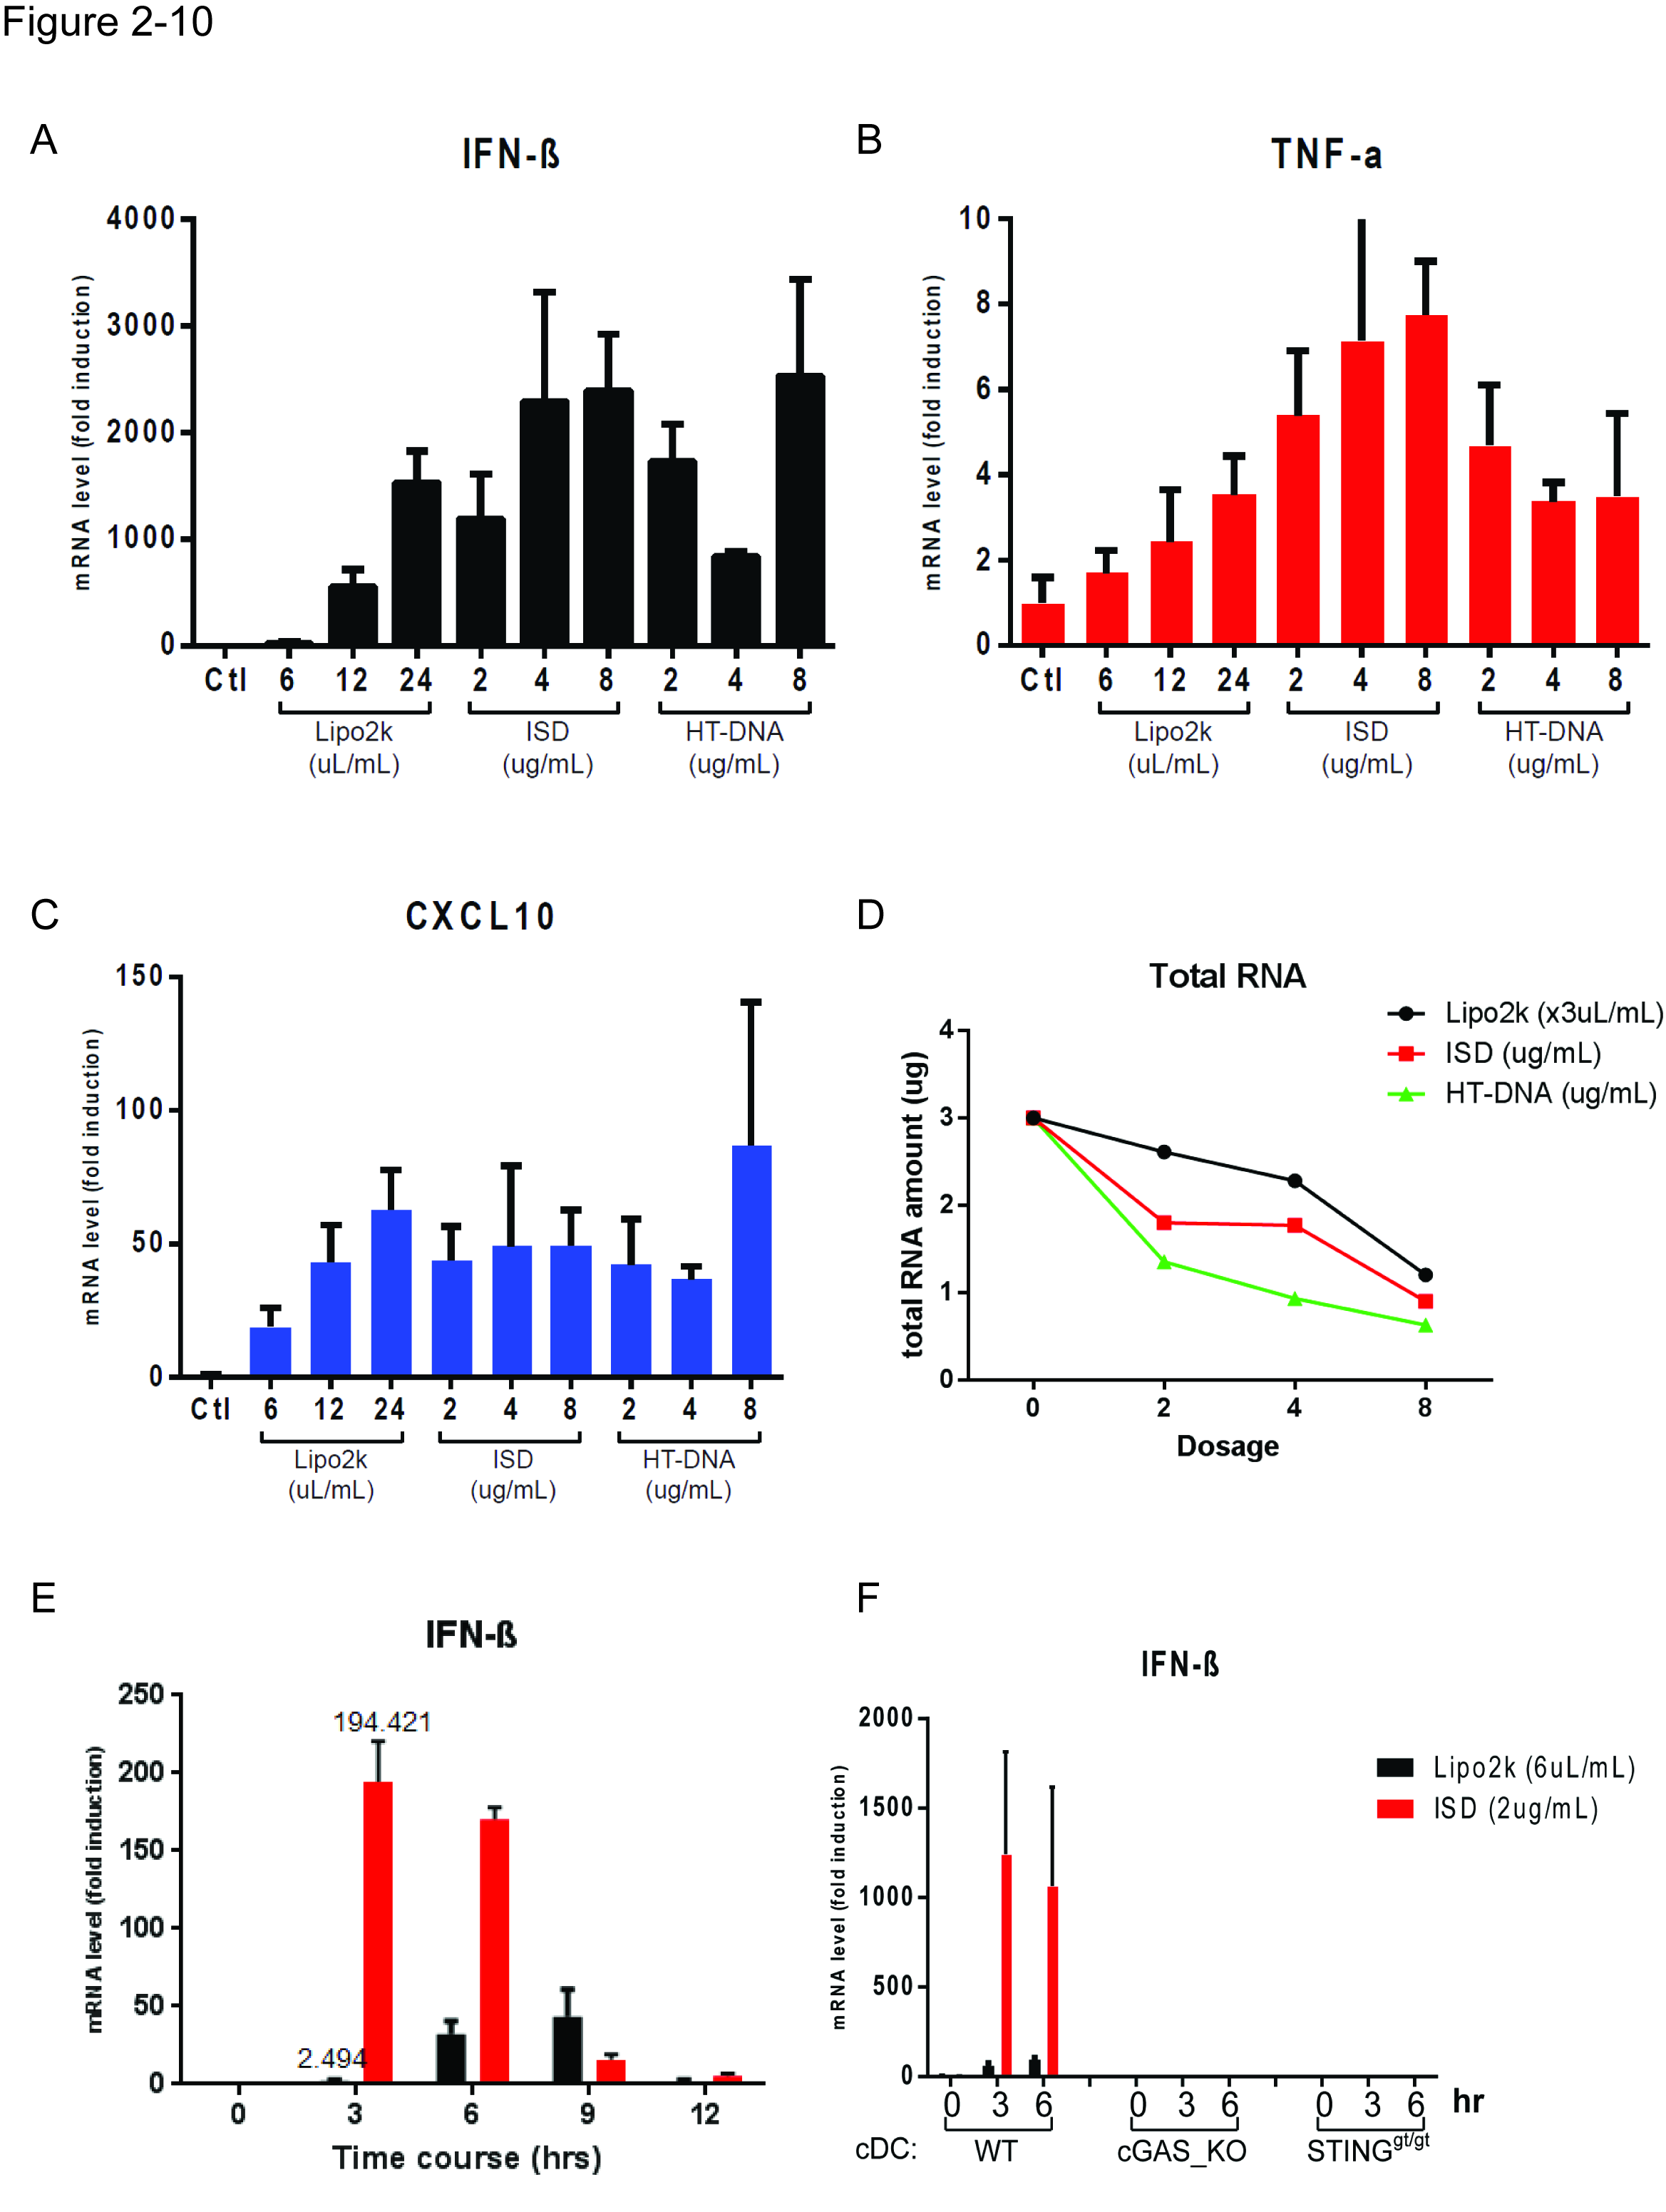 Figure 2-10
A
IFN-ß
mRNA level (fold induction)
4000
3000
2000
1000
0
Ctl 6 12 24 2 4 8 2 4 8
Lipo2k ISD HT-DNA
(uL/mL) (ug/mL) (ug/mL)
B
TNF-a
mRNA level (fold induction)
10
8
6
4
2
0
Ctl 6 12 24 2 4 8 2 4 8
Lipo2k ISD HT-DNA
(uL/mL) (ug/mL) (ug/mL)
C
CXCL10
mRNA level (fold induction)
150
100
50
0
Ctl 6 12 24 2 4 8 2 4 8
Lipo2k ISD HT-DNA
(uL/mL) (ug/mL) (ug/mL)
D
Total RNA
Lipo2k (x3uL/mL)
ISD (ug/mL)
HT-DNA (ug/mL)
total RNA amount (ug)
4
3
2
1
0
0 2 4 8
Dosage
E
IFN-ß
mRNA level (fold induction)
250
200
150
100
50
0
194.421
2.494
0 3 6 9 12
Time course (hrs)
F
IFN-ß
mRNA level (fold induction)
2000
1500
1000
500
0
Lipo2k (6uL/mL)
ISD (2ug/mL)
0 3 6 0 3 6 0 3 6 hr
cDC: WT cGAS_KO STINGgt/gt